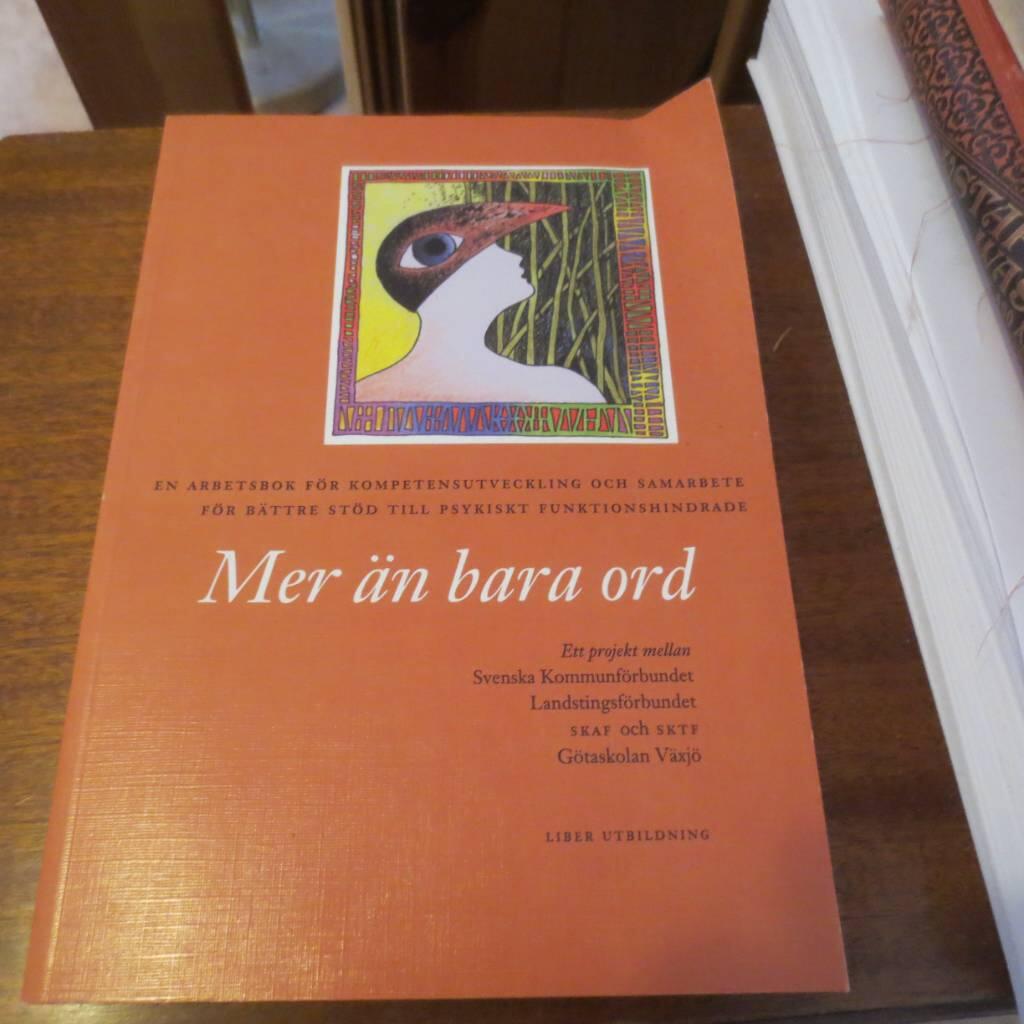 EN ARBETSBOK FÖR KOMPETENSUTVECKLING OCH SAMARBETE
FÖR BÄTTRE STÖD TILL PSYKISKT FUNKTIONSHINDRADE
Mer än bara ord
Ett projekt mellan
Svenska Kommunförbundet
Landstingsförbundet
SKAF och SKTF
Götaskolan Växjö
LIBER UTBILDNING